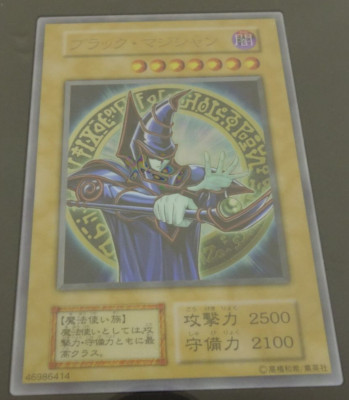 ブラック・マジシャン
闇
【魔法使い族】
魔法使いとしては、攻
撃力・守備力ともに最
高クラス。
攻撃力 2500
守備力 2100
46986414
©高橋和希/集英社